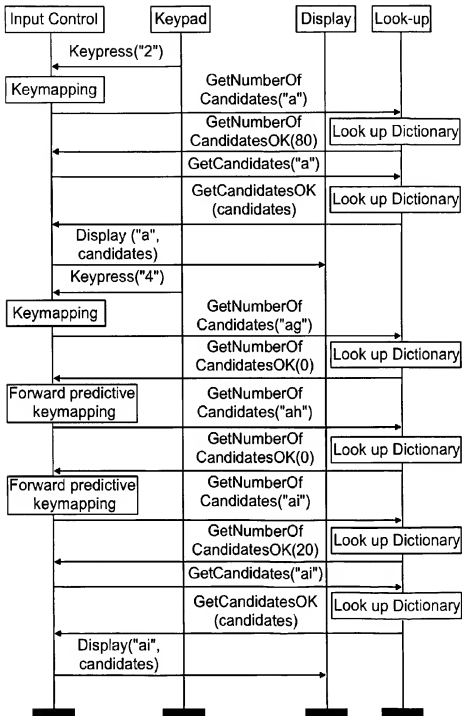 Input Control
Keypad
Display
Look-up
Keypress("2")
Keymapping
GetNumberOf
Candidates("a")
GetNumberOf
CandidatesOK(80)
Look up Dictionary
GetCandidates("a")
GetCandidatesOK
(candidates)
Look up Dictionary
Display ("a",
candidates)
Keypress("4")
Keymapping
GetNumberOf
Candidates("ag")
GetNumberOf
CandidatesOK(0)
Look up Dictionary
Forward predictive
keymapping
GetNumberOf
Candidates("ah")
GetNumberOf
CandidatesOK(0)
Look up Dictionary
Forward predictive
keymapping
GetNumberOf
Candidates("ai")
GetNumberOf
CandidatesOK(20)
Look up Dictionary
GetCandidates("ai")
GetCandidatesOK
(candidates)
Look up Dictionary
Display("ai",
candidates)